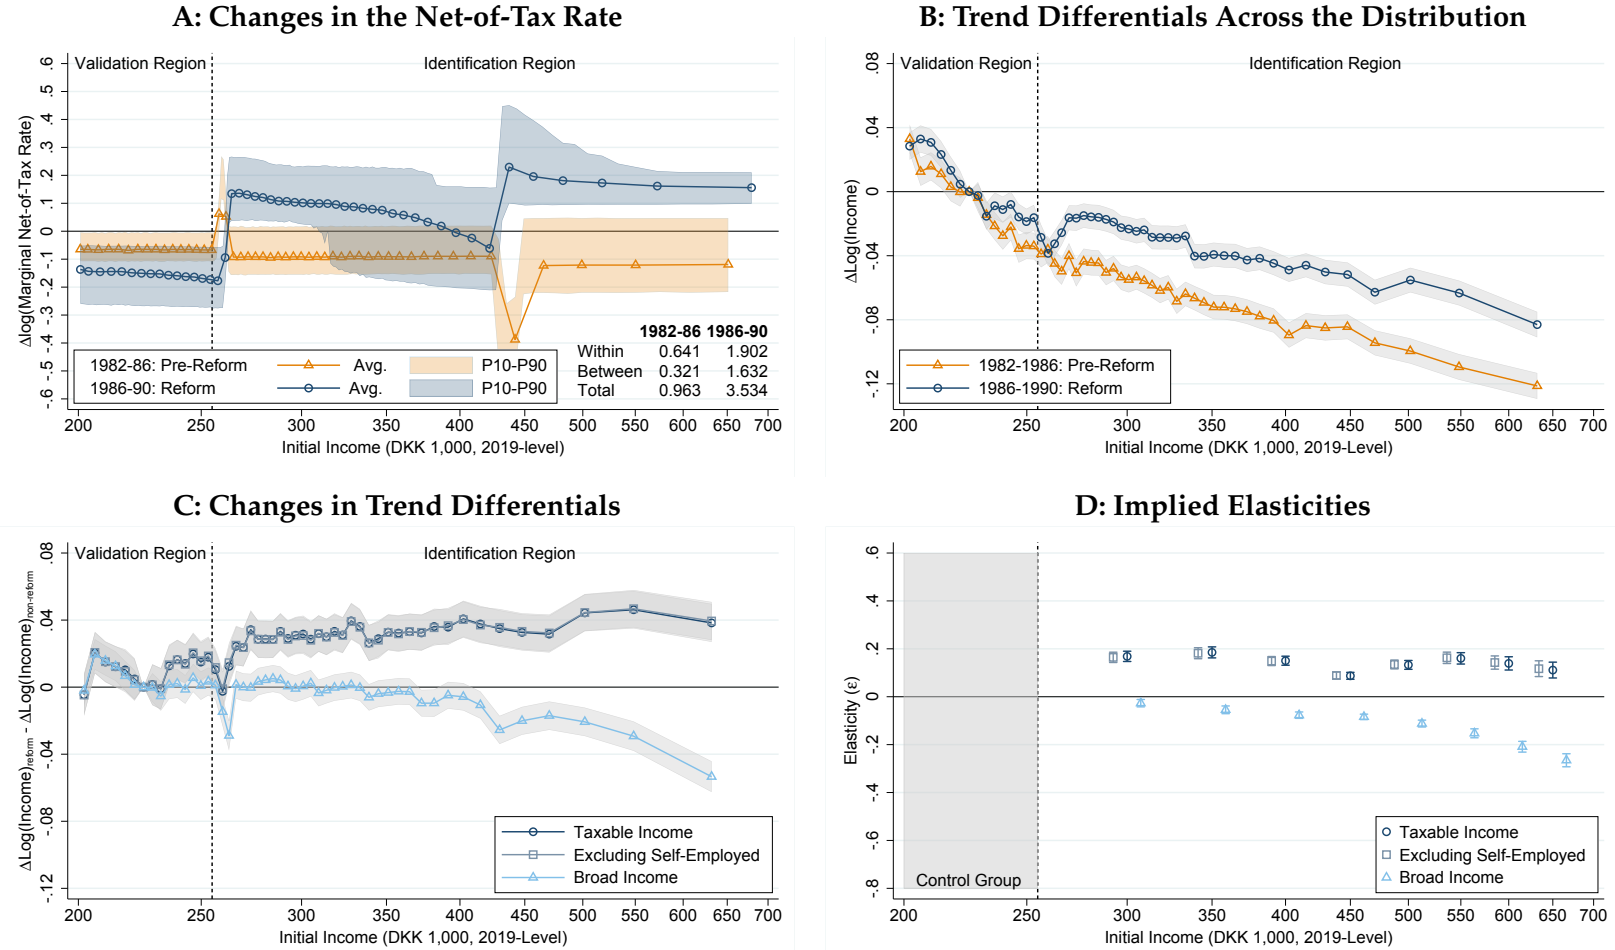 A: Changes in the Net-of-Tax Rate
Validation Region
Identification Region
Δlog(Marginal Net-of-Tax Rate)
.6
.5
.4
.3
.2
.1
0
-.1
-.2
-.3
-.4
-.5
-.6
1982-86 1986-90
Within 0.641 1.902
Between 0.321 1.632
Total 0.963 3.534
1982-86: Pre-Reform Avg. P10-P90
1986-90: Reform Avg. P10-P90
200 250 300 350 400 450 500 550 600 650 700
Initial Income (DKK 1,000, 2019-level)
B: Trend Differentials Across the Distribution
Validation Region
Identification Region
ΔLog(Income)
.08
.04
0
-.04
-.08
-.12
1982-1986: Pre-Reform
1986-1990: Reform
200 250 300 350 400 450 500 550 600 650 700
Initial Income (DKK 1,000, 2019-Level)
C: Changes in Trend Differentials
Validation Region
Identification Region
ΔLog(Income)reform - ΔLog(Income)non-reform
.08
.04
0
-.04
-.08
-.12
Taxable Income
Excluding Self-Employed
Broad Income
200 250 300 350 400 450 500 550 600 650 700
Initial Income (DKK 1,000, 2019-Level)
D: Implied Elasticities
Elasticity (ε)
.6
.4
.2
0
-.2
-.4
-.6
-.8
Control Group
Taxable Income
Excluding Self-Employed
Broad Income
200 250 300 350 400 450 500 550 600 650 700
Initial Income (DKK 1,000, 2019-Level)